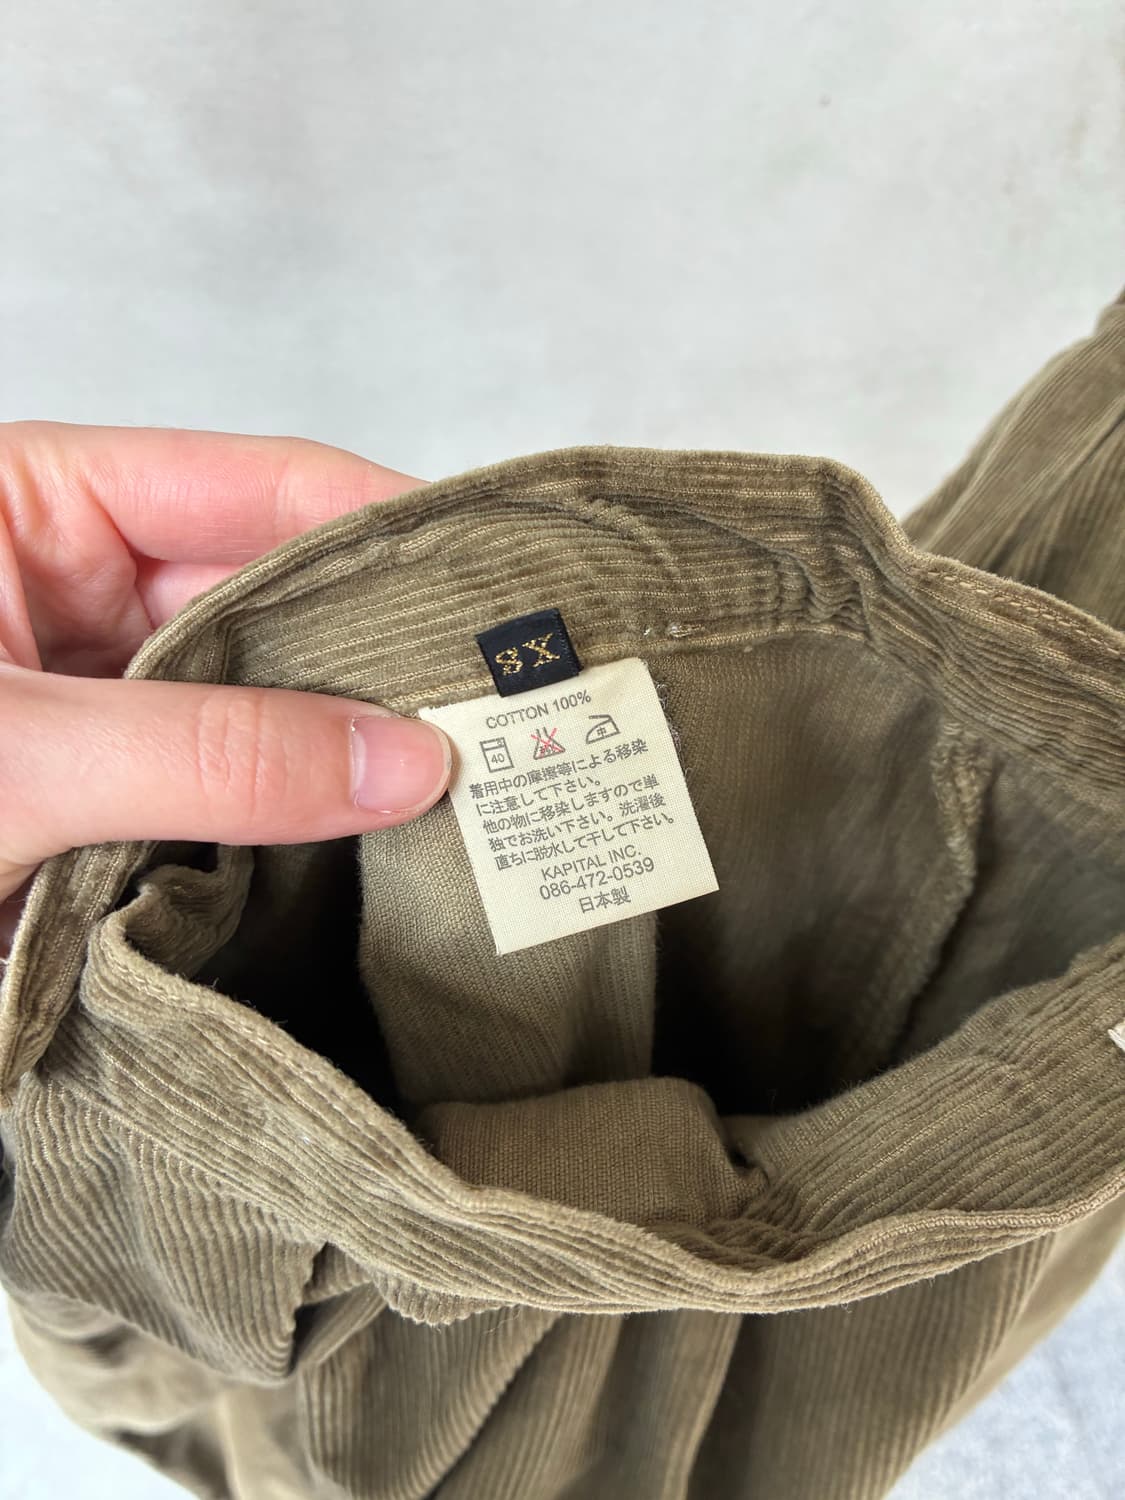 XS
COTTON 100%
40
中
着用中の摩擦等による移染
に注意して下さい。
他の物に移染しますので単
独でお洗い下さい。洗濯後
直ちに脱水して干して下さい。
KAPITAL INC.
086-472-0539
日本製